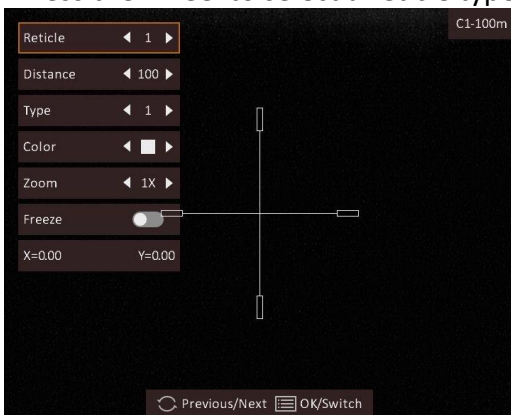 C1-100m
Reticle 1
Distance 100
Type 1
Color
Zoom 1X
Freeze
X=0.00 Y=0.00
Previous/Next OK/Switch